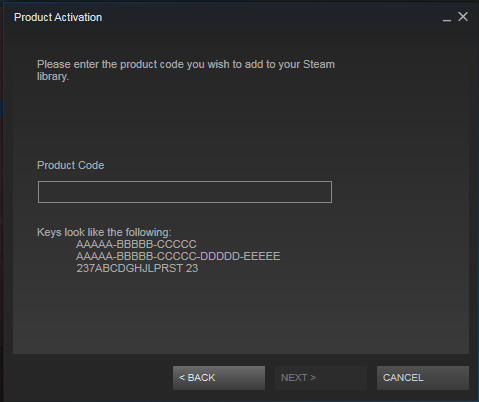 Product Activation
Please enter the product code you wish to add to your Steam
library.
Product Code
Keys look like the following:
AAAAA-BBBBB-CCCCC
AAAAA-BBBBB-CCCCC-DDDDD-EEEEE
237ABCDGHJLPRST 23
< BACK
NEXT >
CANCEL